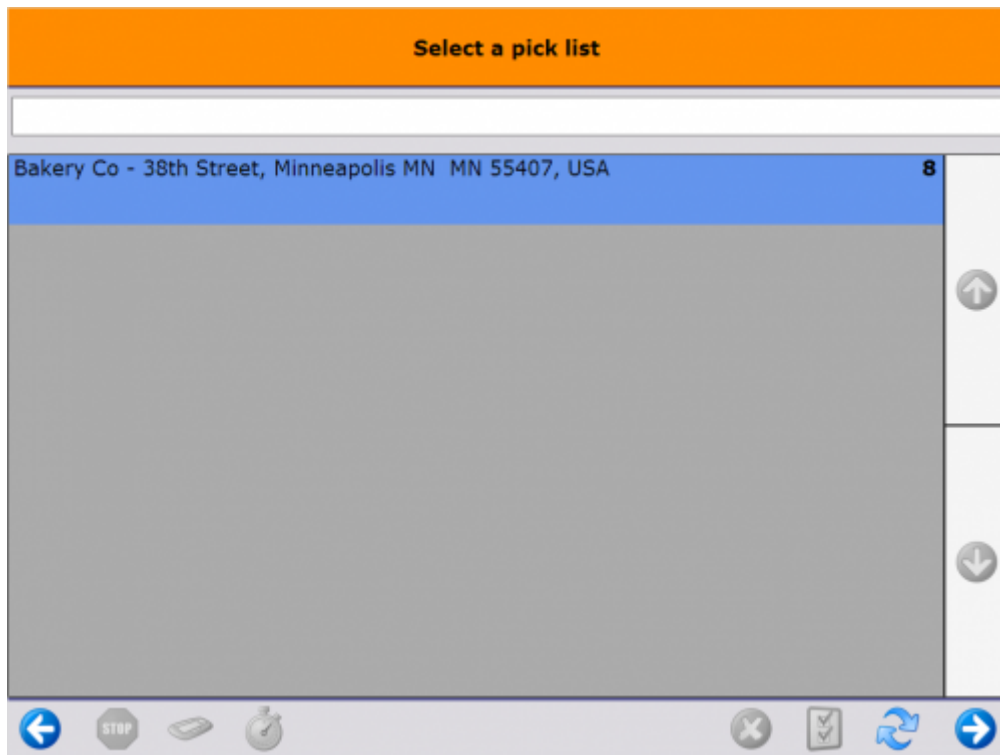 Select a pick list
Bakery Co - 38th Street, Minneapolis MN  MN 55407, USA 8
STOP